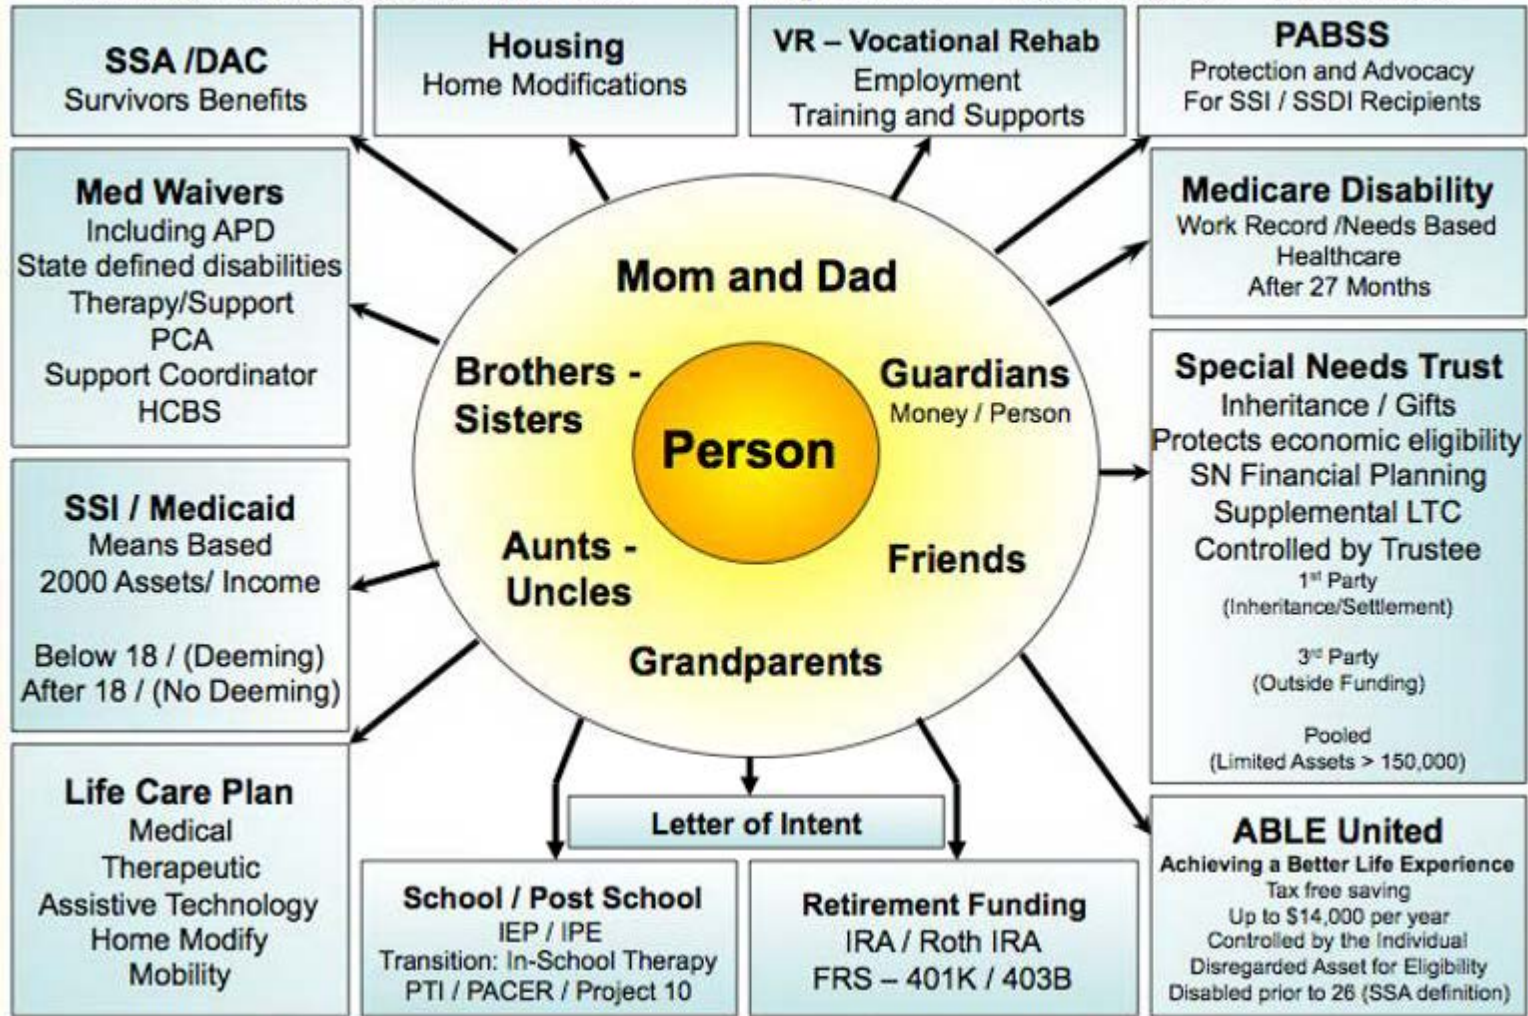 SSA /DAC
Survivors Benefits
Housing
Home Modifications
VR – Vocational Rehab
Employment
Training and Supports
PABSS
Protection and Advocacy
For SSI / SSDI Recipients
Med Waivers
Including APD
State defined disabilities
Therapy/Support
PCA
Support Coordinator
HCBS
Medicare Disability
Work Record /Needs Based
Healthcare
After 27 Months
Mom and Dad
Brothers -
Sisters
Guardians
Money / Person
Person
Aunts -
Uncles
Friends
Grandparents
SSI / Medicaid
Means Based
2000 Assets/ Income
Below 18 / (Deeming)
After 18 / (No Deeming)
Special Needs Trust
Inheritance / Gifts
Protects economic eligibility
SN Financial Planning
Supplemental LTC
Controlled by Trustee
1st Party
(Inheritance/Settlement)
3rd Party
(Outside Funding)
Pooled
(Limited Assets > 150,000)
Life Care Plan
Medical
Therapeutic
Assistive Technology
Home Modify
Mobility
Letter of Intent
School / Post School
IEP / IPE
Transition: In-School Therapy
PTI / PACER / Project 10
Retirement Funding
IRA / Roth IRA
FRS – 401K / 403B
ABLE United
Achieving a Better Life Experience
Tax free saving
Up to $14,000 per year
Controlled by the Individual
Disregarded Asset for Eligibility
Disabled prior to 26 (SSA definition)